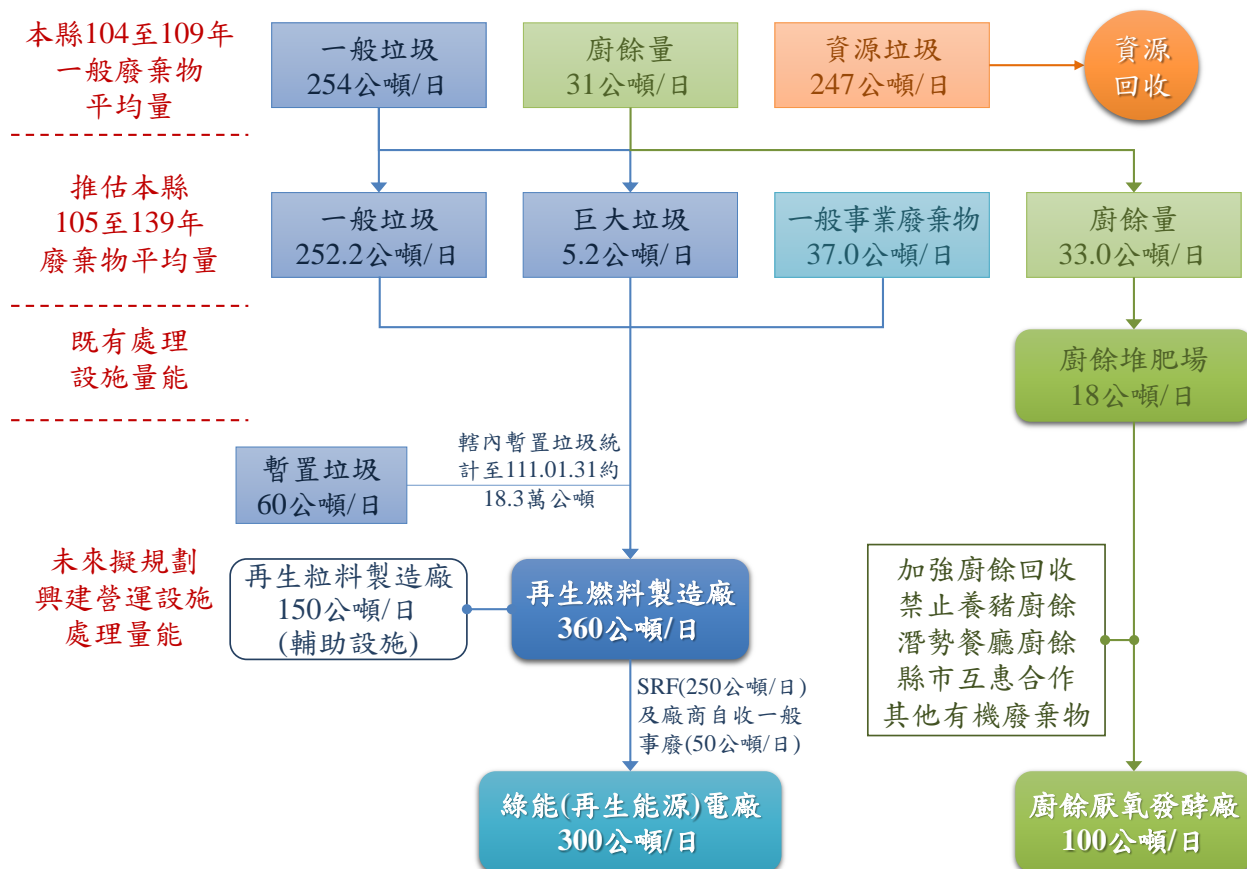 本縣104至109年
一般廢棄物
平均量
一般垃圾
254公噸/日
廚餘量
31公噸/日
資源垃圾
247公噸/日
資源
回收
推估本縣
105至139年
廢棄物平均量
一般垃圾
252.2公噸/日
巨大垃圾
5.2公噸/日
一般事業廢棄物
37.0公噸/日
廚餘量
33.0公噸/日
既有處理
設施量能
廚餘堆肥場
18公噸/日
暫置垃圾
60公噸/日
轄內暫置垃圾統
計至111.01.31約
18.3萬公噸
未來擬規劃
興建營運設施
處理量能
再生粒料製造廠
150公噸/日
(輔助設施)
再生燃料製造廠
360公噸/日
加強廚餘回收
禁止養豬廚餘
潛勢餐廳廚餘
縣市互惠合作
其他有機廢棄物
SRF(250公噸/日)
及廠商自收一般
事廢(50公噸/日)
綠能(再生能源)電廠
300公噸/日
廚餘厭氧發酵廠
100公噸/日